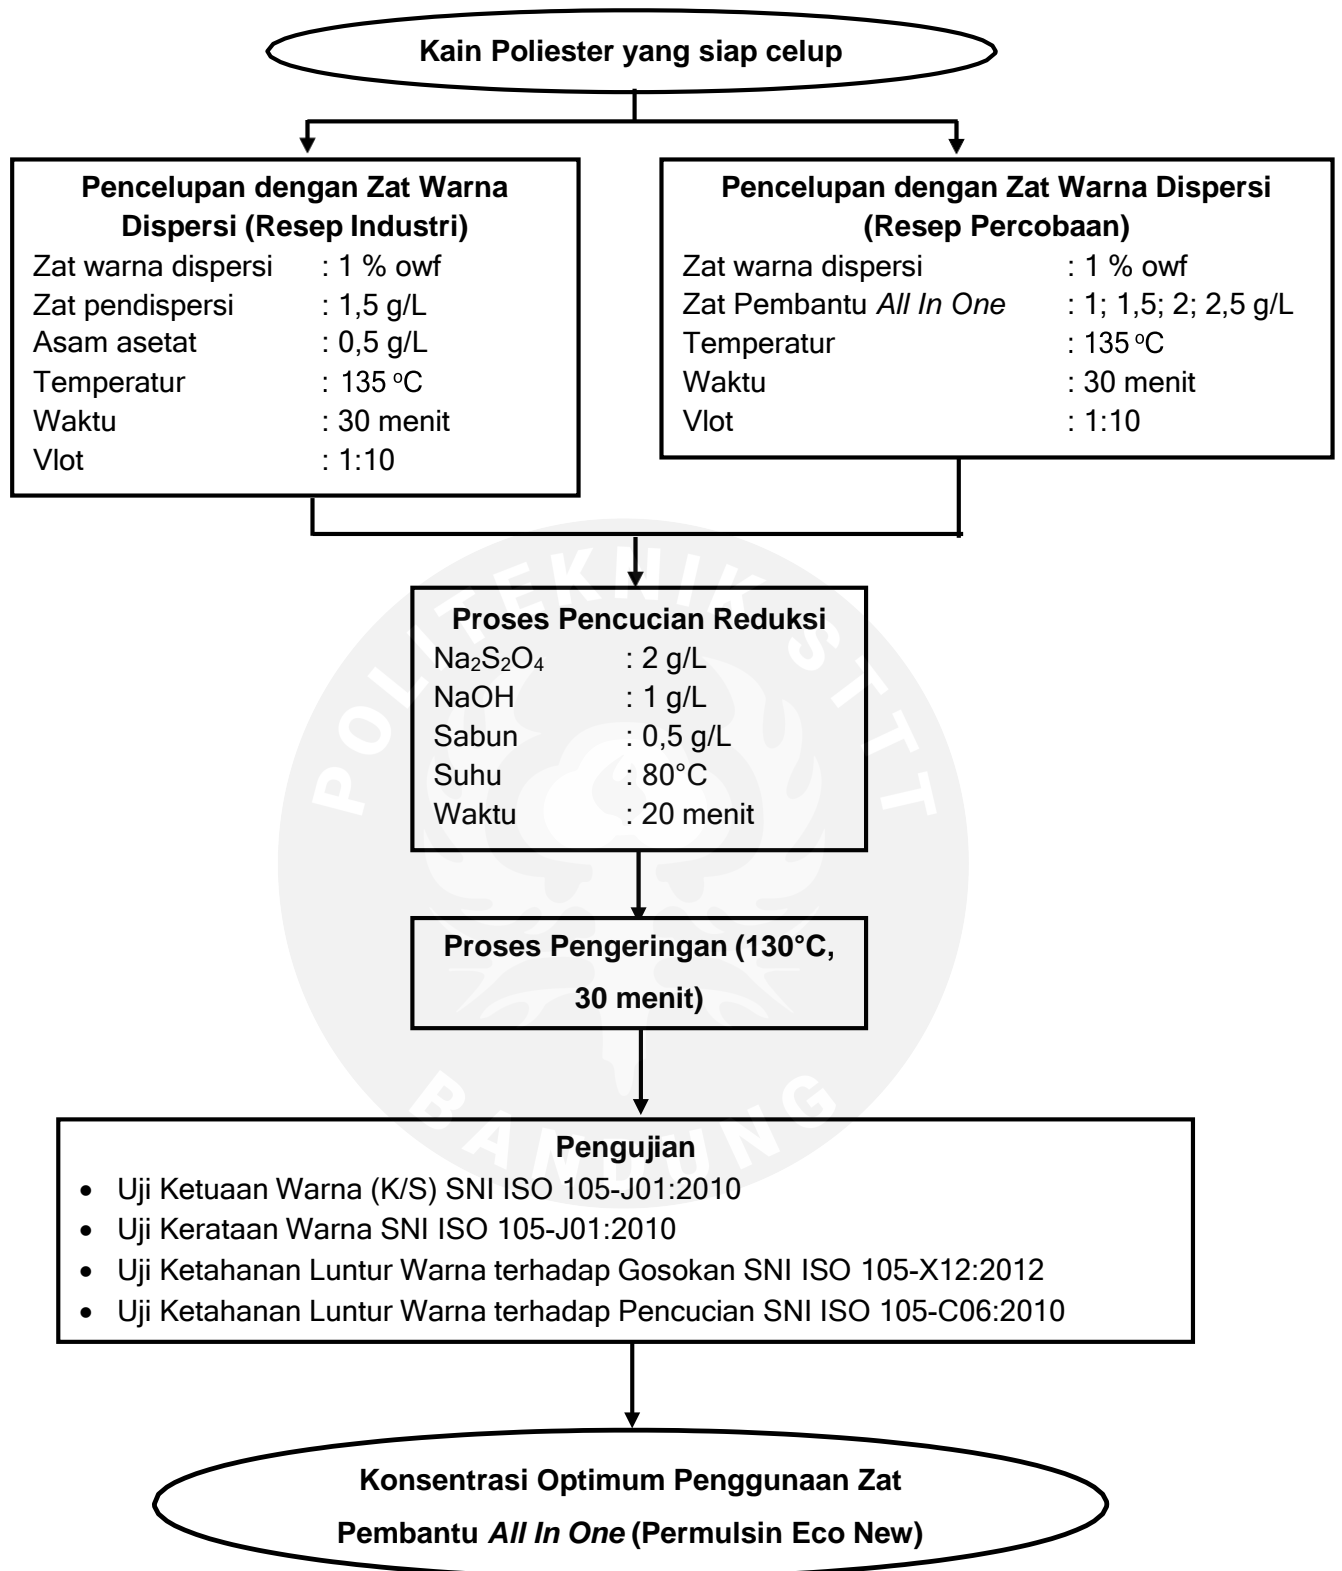 Kain Poliester yang siap celup
Pencelupan dengan Zat Warna
Dispersi (Resep Industri)
Zat warna dispersi : 1 % owf
Zat pendispersi : 1,5 g/L
Asam asetat : 0,5 g/L
Temperatur : 135 ᵒC
Waktu : 30 menit
Vlot : 1:10
Pencelupan dengan Zat Warna Dispersi
(Resep Percobaan)
Zat warna dispersi : 1 % owf
Zat Pembantu All In One : 1; 1,5; 2; 2,5 g/L
Temperatur : 135 ᵒC
Waktu : 30 menit
Vlot : 1:10
Proses Pencucian Reduksi
Na₂S₂O₄ : 2 g/L
NaOH : 1 g/L
Sabun : 0,5 g/L
Suhu : 80°C
Waktu : 20 menit
Proses Pengeringan (130°C,
30 menit)
Pengujian
• Uji Ketuaan Warna (K/S) SNI ISO 105-J01:2010
• Uji Kerataan Warna SNI ISO 105-J01:2010
• Uji Ketahanan Luntur Warna terhadap Gosokan SNI ISO 105-X12:2012
• Uji Ketahanan Luntur Warna terhadap Pencucian SNI ISO 105-C06:2010
Konsentrasi Optimum Penggunaan Zat
Pembantu All In One (Permulsin Eco New)
POLITEKNIK STTT
BANDUNG